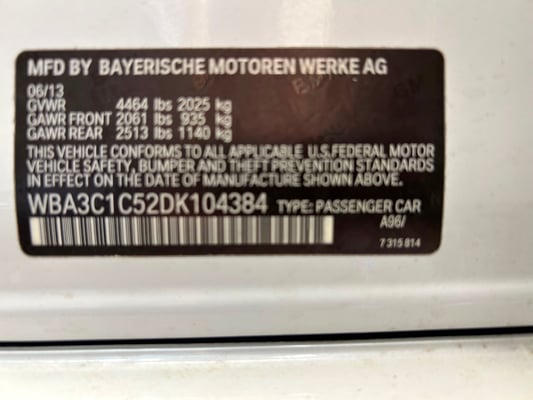 MFD BY BAYERISCHE MOTOREN WERKE AG
06/13
GVWR 4464 lbs 2025 kg
GAWR FRONT 2061 lbs 935 kg
GAWR REAR 2513 lbs 1140 kg
THIS VEHICLE CONFORMS TO ALL APPLICABLE U.S.FEDERAL MOTOR
VEHICLE SAFETY, BUMPER AND THEFT PREVENTION STANDARDS
IN EFFECT ON THE DATE OF MANUFACTURE SHOWN ABOVE.
WBA3C1C52DK104384 TYPE: PASSENGER CAR
A96/
7 315 814